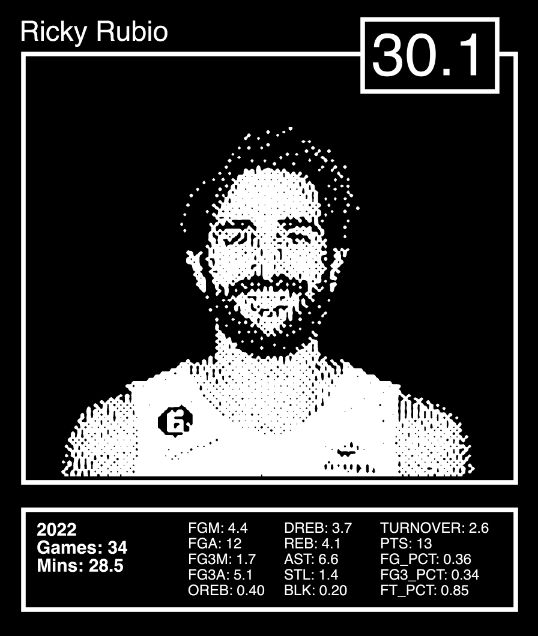 Ricky Rubio
30.1
6
2022
Games: 34
Mins: 28.5
FGM: 4.4
FGA: 12
FG3M: 1.7
FG3A: 5.1
OREB: 0.40
DREB: 3.7
REB: 4.1
AST: 6.6
STL: 1.4
BLK: 0.20
TURNOVER: 2.6
PTS: 13
FG_PCT: 0.36
FG3_PCT: 0.34
FT_PCT: 0.85